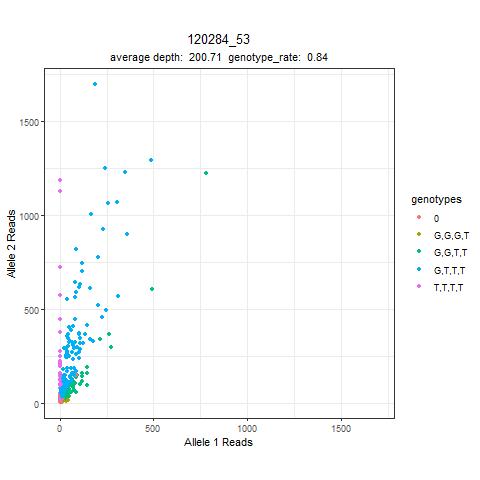 120284_53
average depth: 200.71 genotype_rate: 0.84
1500
1000
500
0
Allele 2 Reads
0 500 1000 1500
Allele 1 Reads
genotypes
0
G,G,G,T
G,G,T,T
G,T,T,T
T,T,T,T